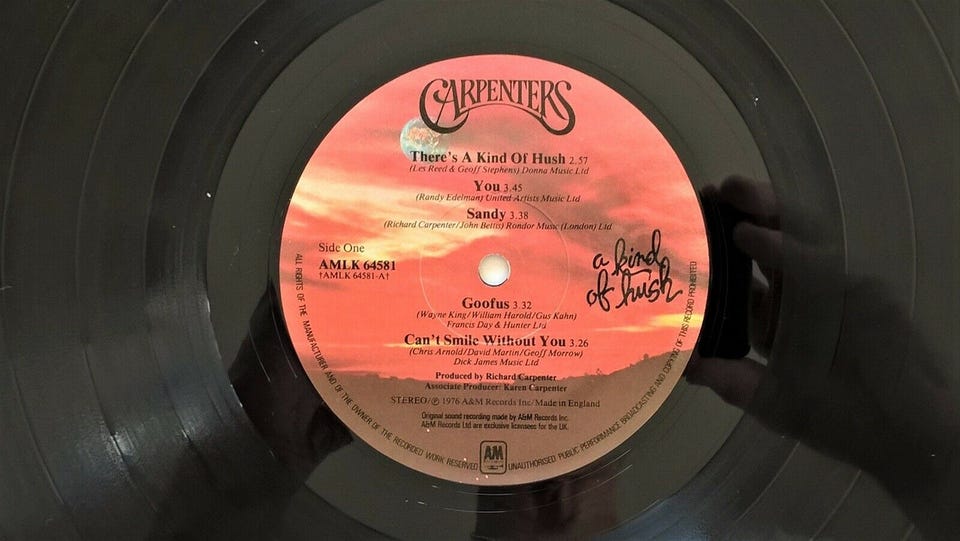 CARPENTERS
There's A Kind Of Hush 2.57
(Les Reed & Geoff Stephens) Donna Music Ltd
You 3.45
(Randy Edelman) United Artists Music Ltd
Sandy 3.38
(Richard Carpenter/John Bettis) Rondor Music (London) Ltd
Side One
AMLK 64581
†AMLK 64581-A†
a kind
of hush
Goofus 3.32
(Wayne King/William Harold/Gus Kahn)
Francis Day & Hunter Ltd
Can't Smile Without You 3.26
(Chris Arnold/David Martin/Geoff Morrow)
Dick James Music Ltd
Produced by Richard Carpenter
Associate Producer: Karen Carpenter
STEREO/℗ 1976 A&M Records Inc/Made in England
Original sound recording made by A&M Records Inc.
A&M Records Ltd are exclusive licensees for the UK.
AM
ALL RIGHTS OF THE MANUFACTURER AND OF THE OWNER OF THE RECORDED WORK RESERVED
UNAUTHORISED PUBLIC PERFORMANCE BROADCASTING AND COPYING OF THIS RECORD PROHIBITED